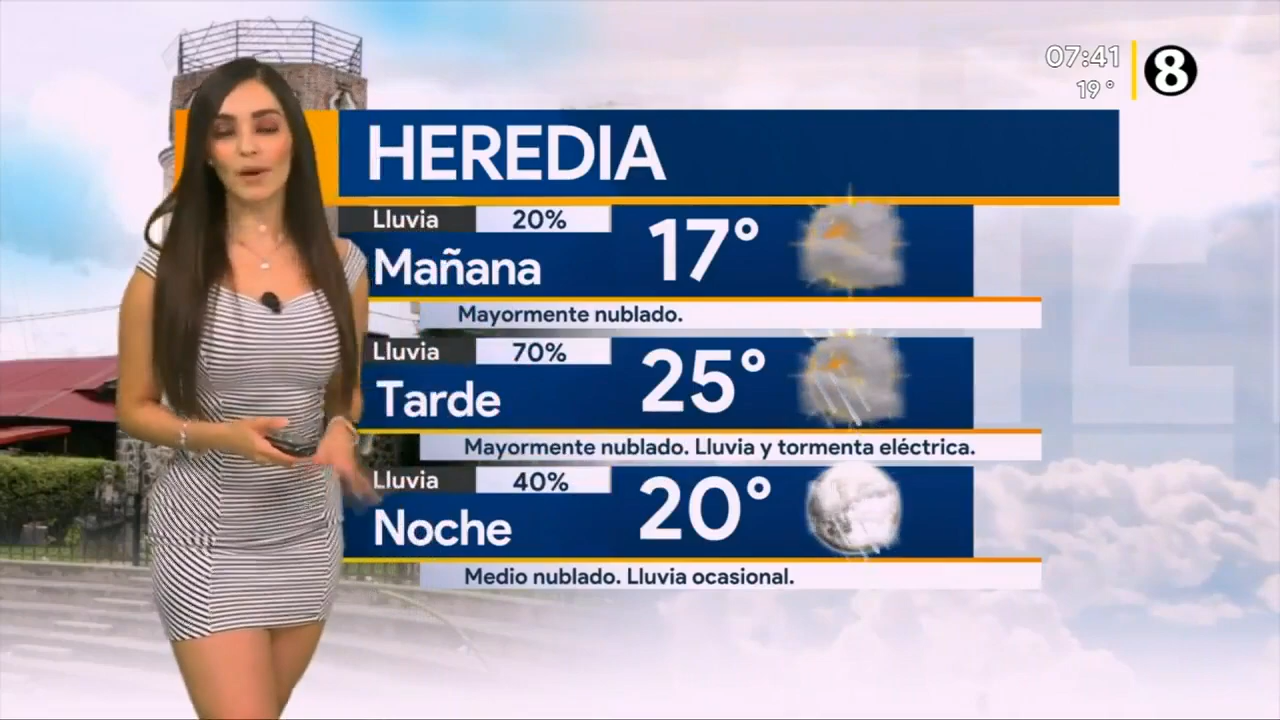 07:41
19°
8
HEREDIA
Lluvia 20%
Mañana 17°
Mayormente nublado.
Lluvia 70%
Tarde 25°
Mayormente nublado. Lluvia y tormenta eléctrica.
Lluvia 40%
Noche 20°
Medio nublado. Lluvia ocasional.